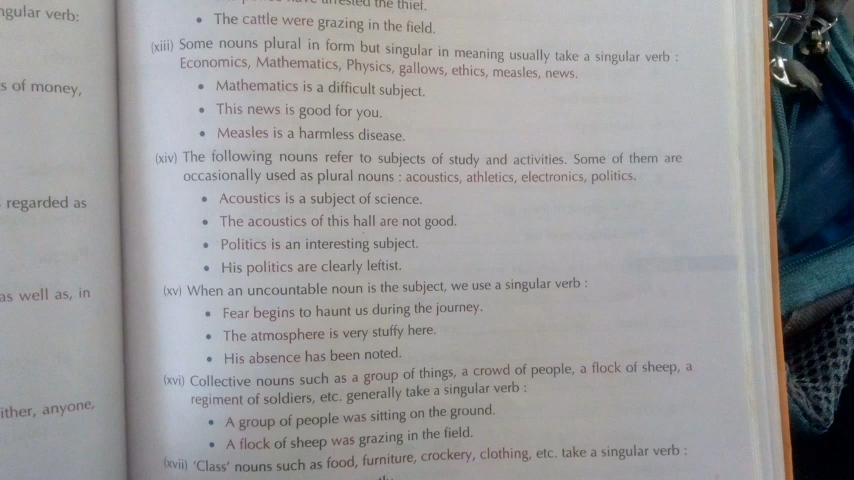 ngular verb:
s of money,
regarded as
as well as, in
ither, anyone,
arrested the thief.
• The cattle were grazing in the field.
(xiii) Some nouns plural in form but singular in meaning usually take a singular verb :
Economics, Mathematics, Physics, gallows, ethics, measles, news.
• Mathematics is a difficult subject.
• This news is good for you.
• Measles is a harmless disease.
(xiv) The following nouns refer to subjects of study and activities. Some of them are
occasionally used as plural nouns : acoustics, athletics, electronics, politics.
• Acoustics is a subject of science.
• The acoustics of this hall are not good.
• Politics is an interesting subject.
• His politics are clearly leftist.
(xv) When an uncountable noun is the subject, we use a singular verb :
• Fear begins to haunt us during the journey.
• The atmosphere is very stuffy here.
• His absence has been noted.
(xvi) Collective nouns such as a group of things, a crowd of people, a flock of sheep, a
regiment of soldiers, etc. generally take a singular verb :
• A group of people was sitting on the ground.
• A flock of sheep was grazing in the field.
(xvii) 'Class' nouns such as food, furniture, crockery, clothing, etc. take a singular verb :